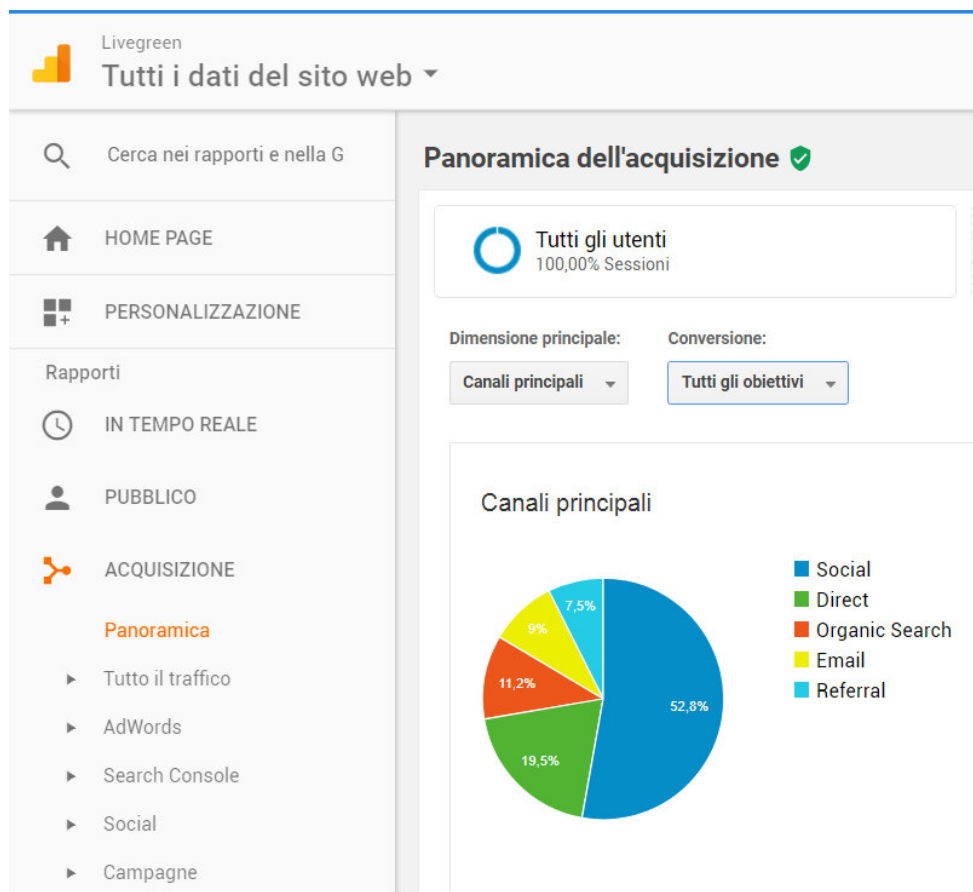 Livegreen
Tutti i dati del sito web
Cerca nei rapporti e nella G
HOME PAGE
PERSONALIZZAZIONE
Rapporti
IN TEMPO REALE
PUBBLICO
ACQUISIZIONE
Panoramica
Tutto il traffico
AdWords
Search Console
Social
Campagne
Panoramica dell'acquisizione
Tutti gli utenti
100,00% Sessioni
Dimensione principale:
Conversione:
Canali principali
Tutti gli obiettivi
Canali principali
7,5%
9%
11,2%
52,8%
19,5%
Social
Direct
Organic Search
Email
Referral